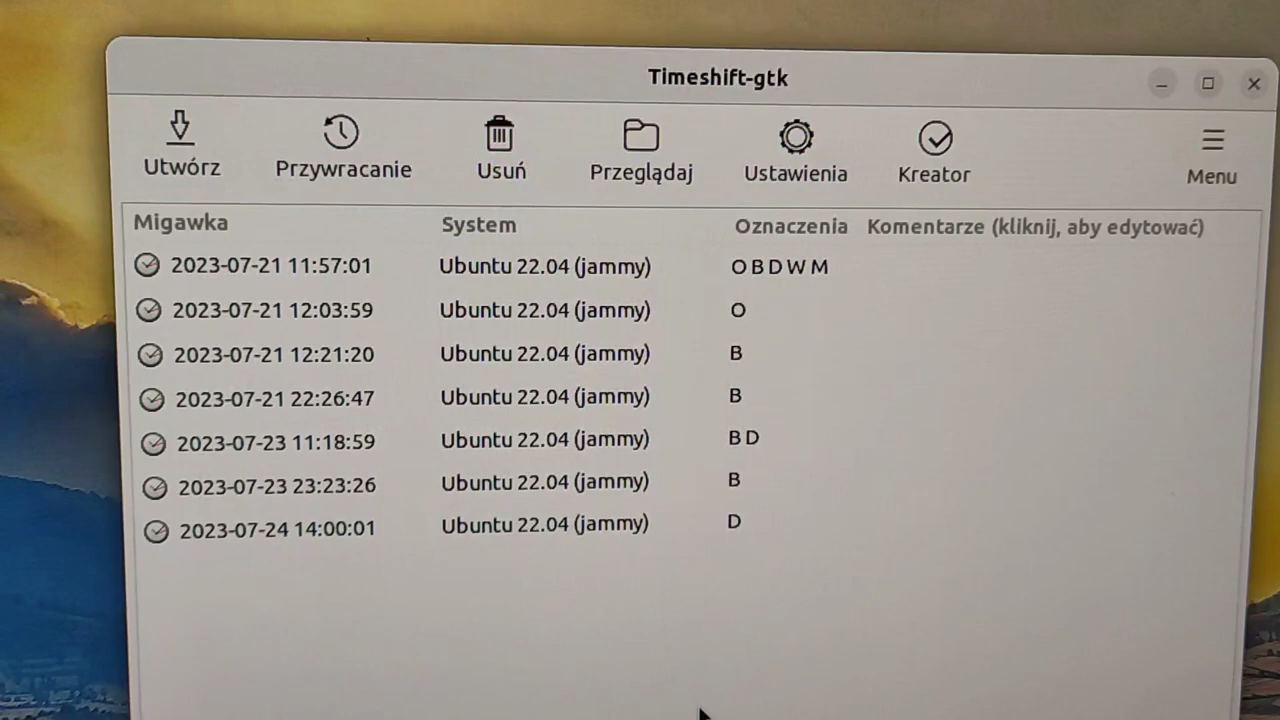 Timeshift-gtk
Utwórz Przywracanie Usuń Przeglądaj Ustawienia Kreator Menu
Migawka System Oznaczenia Komentarze (kliknij, aby edytować)
2023-07-21 11:57:01 Ubuntu 22.04 (jammy) O B D W M
2023-07-21 12:03:59 Ubuntu 22.04 (jammy) O
2023-07-21 12:21:20 Ubuntu 22.04 (jammy) B
2023-07-21 22:26:47 Ubuntu 22.04 (jammy) B
2023-07-23 11:18:59 Ubuntu 22.04 (jammy) B D
2023-07-23 23:23:26 Ubuntu 22.04 (jammy) B
2023-07-24 14:00:01 Ubuntu 22.04 (jammy) D